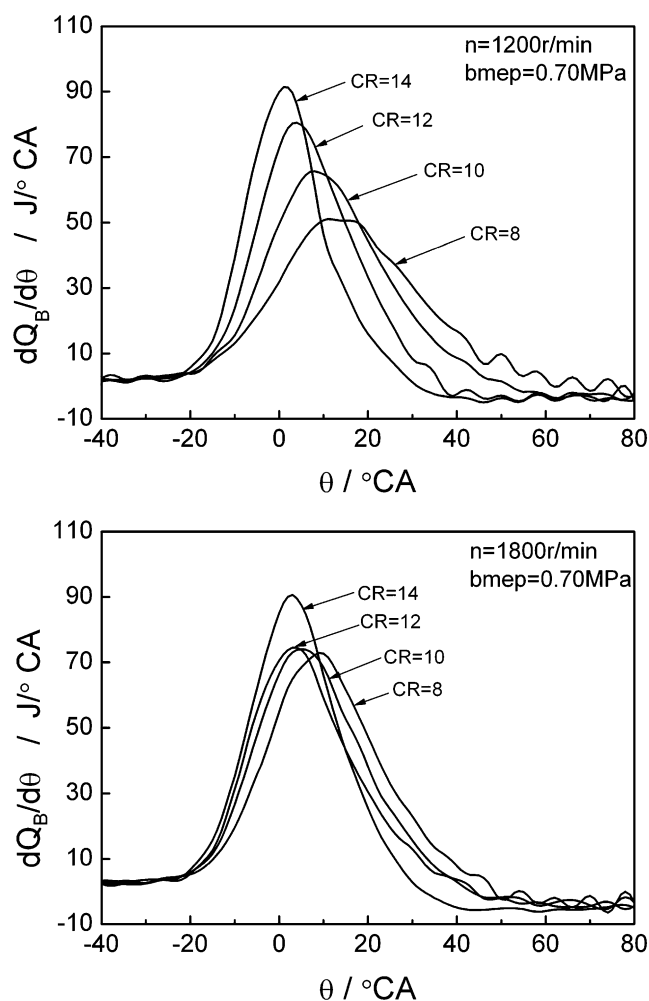 110
90
70
50
30
10
-10
dQ_B/dθ / J/° CA
n=1200r/min
bmep=0.70MPa
CR=14
CR=12
CR=10
CR=8
-40 -20 0 20 40 60 80
θ / °CA
110
90
70
50
30
10
-10
dQ_B/dθ / J/° CA
n=1800r/min
bmep=0.70MPa
CR=14
CR=12
CR=10
CR=8
-40 -20 0 20 40 60 80
θ / °CA